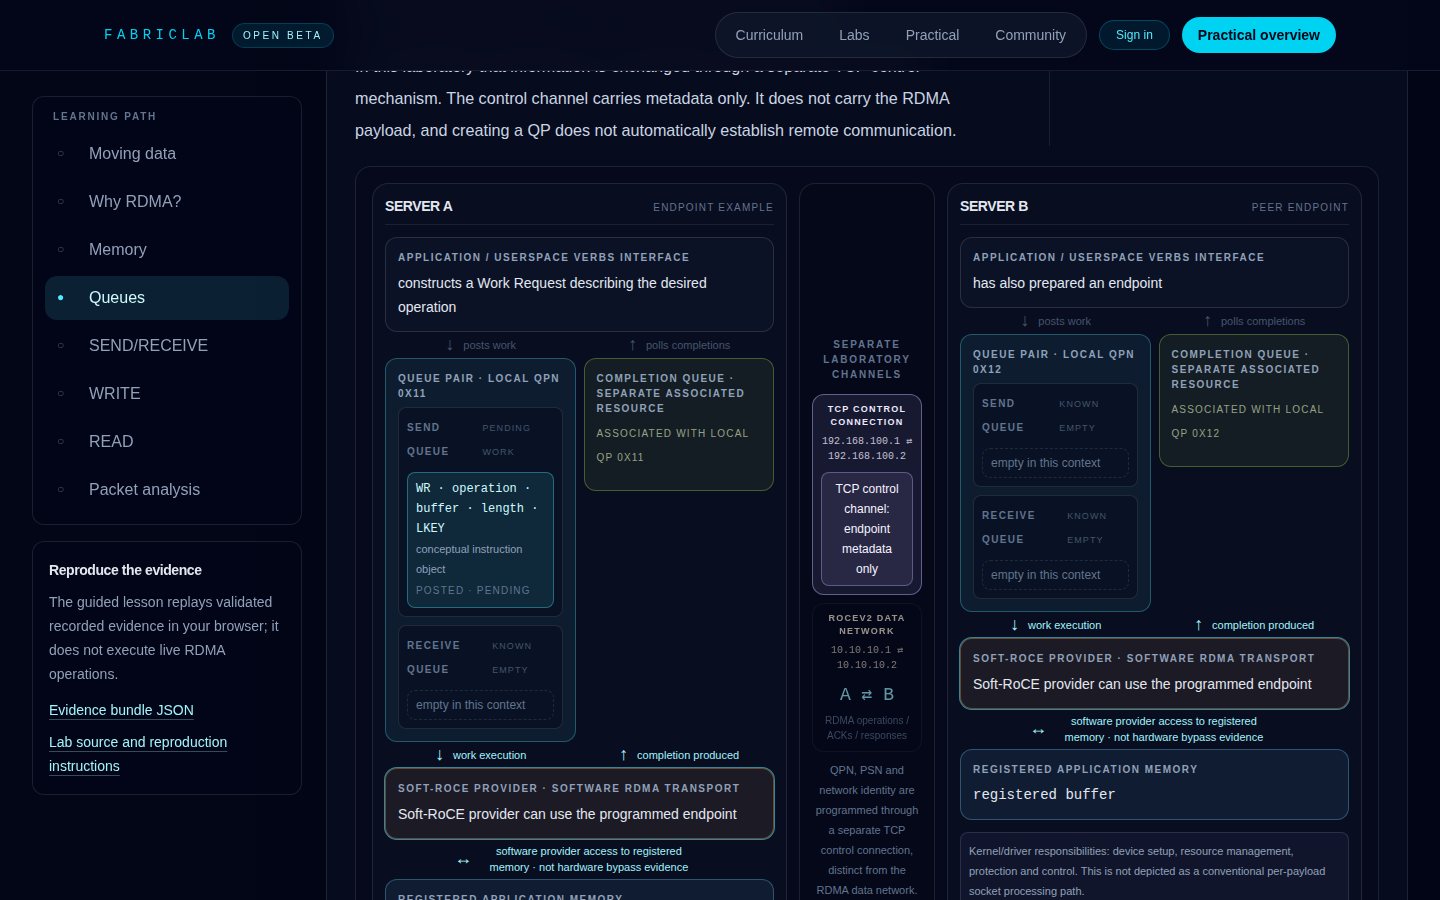 FABRICLAB
OPEN BETA
Curriculum
Labs
Practical
Community
Sign in
Practical overview
LEARNING PATH
○ Moving data
○ Why RDMA?
○ Memory
● Queues
○ SEND/RECEIVE
○ WRITE
○ READ
○ Packet analysis
Reproduce the evidence
The guided lesson replays validated
recorded evidence in your browser; it
does not execute live RDMA
operations.
Evidence bundle JSON
Lab source and reproduction
instructions
In this laboratory that information is exchanged through a separate TCP control
mechanism. The control channel carries metadata only. It does not carry the RDMA
payload, and creating a QP does not automatically establish remote communication.
SERVER A
ENDPOINT EXAMPLE
APPLICATION / USERSPACE VERBS INTERFACE
constructs a Work Request describing the desired
operation
↓ posts work
↑ polls completions
QUEUE PAIR · LOCAL QPN
0X11
SEND
QUEUE
PENDING
WORK
WR · operation ·
buffer · length ·
LKEY
conceptual instruction
object
POSTED · PENDING
RECEIVE
QUEUE
KNOWN
EMPTY
empty in this context
COMPLETION QUEUE ·
SEPARATE ASSOCIATED
RESOURCE
ASSOCIATED WITH LOCAL
QP 0X11
↓ work execution
↑ completion produced
SOFT-ROCE PROVIDER · SOFTWARE RDMA TRANSPORT
Soft-RoCE provider can use the programmed endpoint
↔ software provider access to registered
memory · not hardware bypass evidence
REGISTERED APPLICATION MEMORY
SEPARATE
LABORATORY
CHANNELS
TCP CONTROL
CONNECTION
192.168.100.1 ⇄
192.168.100.2
TCP control
channel:
endpoint
metadata
only
ROCEV2 DATA
NETWORK
10.10.10.1 ⇄
10.10.10.2
A ⇄ B
RDMA operations /
ACKs / responses
QPN, PSN and
network identity are
programmed through
a separate TCP
control connection,
distinct from the
RDMA data network.
SERVER B
PEER ENDPOINT
APPLICATION / USERSPACE VERBS INTERFACE
has also prepared an endpoint
↓ posts work
↑ polls completions
QUEUE PAIR · LOCAL QPN
0X12
SEND
QUEUE
KNOWN
EMPTY
empty in this context
RECEIVE
QUEUE
KNOWN
EMPTY
empty in this context
COMPLETION QUEUE ·
SEPARATE ASSOCIATED
RESOURCE
ASSOCIATED WITH LOCAL
QP 0X12
↓ work execution
↑ completion produced
SOFT-ROCE PROVIDER · SOFTWARE RDMA TRANSPORT
Soft-RoCE provider can use the programmed endpoint
↔ software provider access to registered
memory · not hardware bypass evidence
REGISTERED APPLICATION MEMORY
registered buffer
Kernel/driver responsibilities: device setup, resource management,
protection and control. This is not depicted as a conventional per-payload
socket processing path.